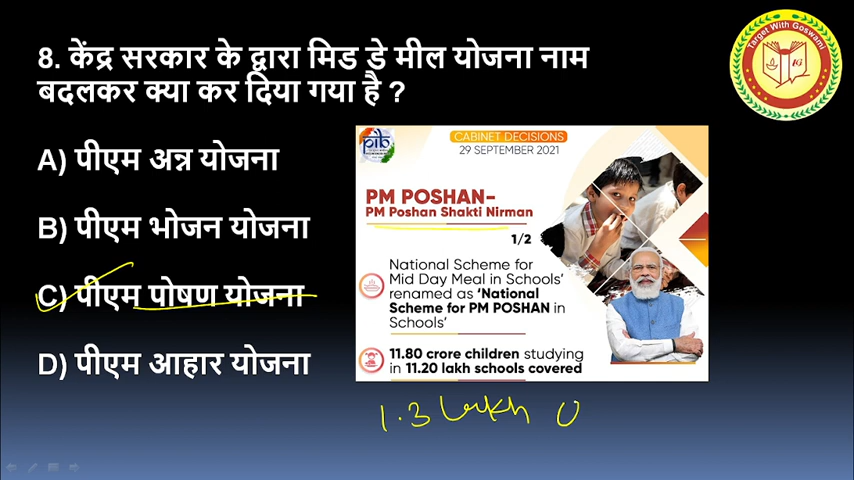 8. केंद्र सरकार के द्वारा मिड डे मील योजना नाम
बदलकर क्या कर दिया गया है ?
A) पीएम अन्न योजना
B) पीएम भोजन योजना
C) पीएम पोषण योजना
D) पीएम आहार योजना
Target With Goswami
pib
CABINET DECISIONS
29 SEPTEMBER 2021
PM POSHAN-
PM Poshan Shakti Nirman
1/2
National Scheme for
Mid Day Meal in Schools’
renamed as ‘National
Scheme for PM POSHAN in
Schools’
11.80 crore children studying
in 11.20 lakh schools covered
1.3 Lakh